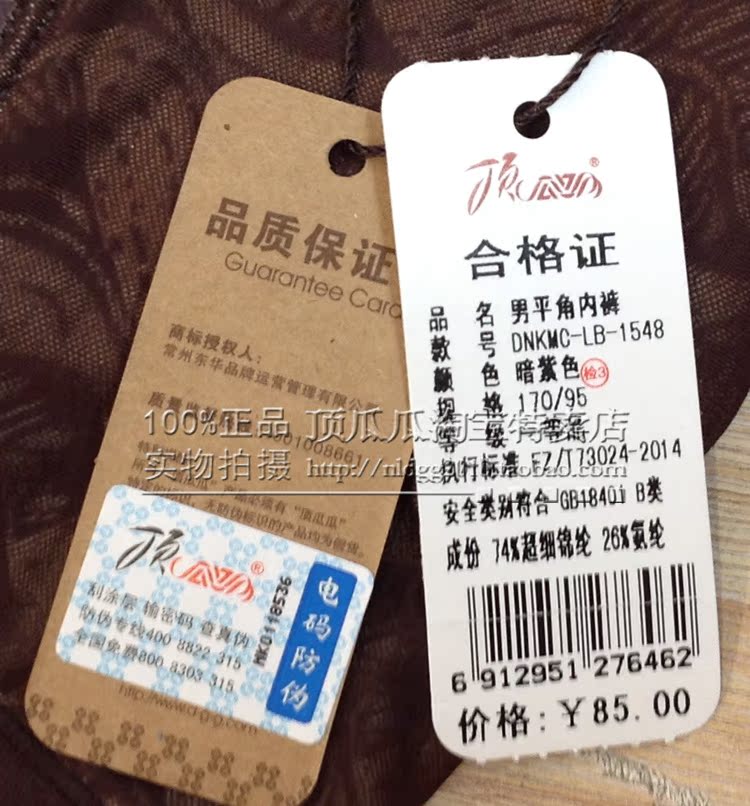 品质保证
Guarantee Card
商标授权人:
常州东华品牌运营管理有限公司
顶瓜瓜®
刮涂层 输密码 查真伪
防伪专线400 8822 315
全国免费800 8303 315
NK0118536
电码防伪
顶瓜瓜®
合格证
品 名 男平角内裤
款 号 DNKMC-LB-1548
颜 色 暗紫色
检3
规 格 170/95
等 级 一等品
执行标准 FZ/T73024-2014
安全类别符合 GB18401 B类
成份 74%超细锦纶 26%氨纶
6 912951 276462
价格:￥85.00
100%正品 顶瓜瓜淘宝特卖店
实物拍摄